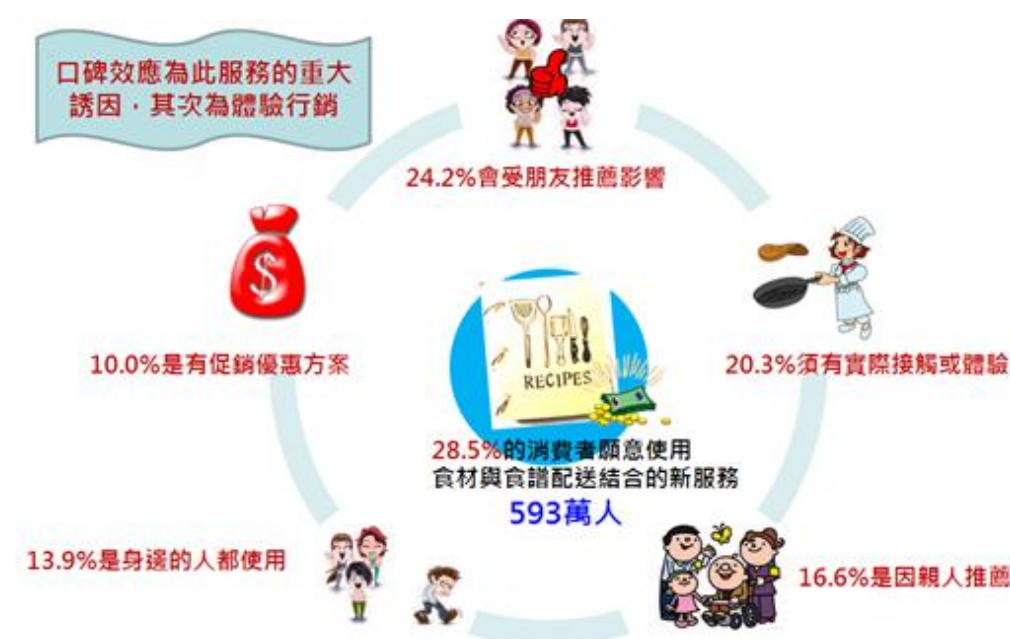 口碑效應為此服務的重大
誘因，其次為體驗行銷
24.2%會受朋友推薦影響
10.0%是有促銷優惠方案
20.3%須有實際接觸或體驗
RECIPES
28.5%的消費者願意使用
食材與食譜配送結合的新服務
593萬人
13.9%是身邊的人都使用
16.6%是因親人推薦